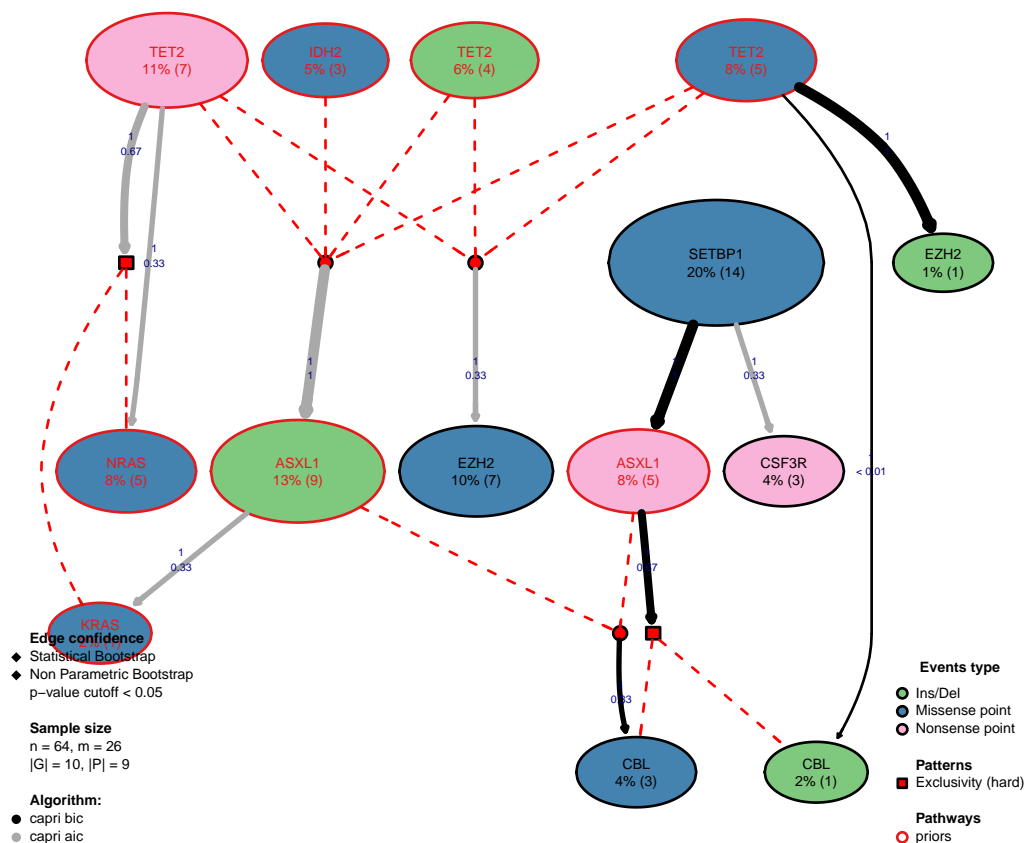 TET2
11% (7)
IDH2
5% (3)
TET2
6% (4)
TET2
8% (5)
1
0.67
1
1
0.33
SETBP1
20% (14)
EZH2
1% (1)
1
1
1
0.33
1
0.33
NRAS
8% (5)
ASXL1
13% (9)
EZH2
10% (7)
ASXL1
8% (5)
CSF3R
4% (3)
< 0.01
1
0.33
KRAS
2% (1)
CBL
4% (3)
CBL
2% (1)
Edge confidence
Statistical Bootstrap
Non Parametric Bootstrap
p−value cutoff < 0.05
Sample size
n = 64, m = 26
|G| = 10, |P| = 9
Algorithm:
capri bic
capri aic
Events type
Ins/Del
Missense point
Nonsense point
Patterns
Exclusivity (hard)
Pathways
priors